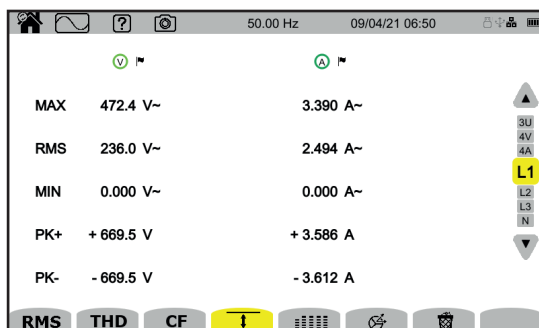 ? 50.00 Hz 09/04/21 06:50
V A
MAX 472.4 V~ 3.390 A~
RMS 236.0 V~ 2.494 A~
MIN 0.000 V~ 0.000 A~
PK+ + 669.5 V + 3.586 A
PK- - 669.5 V - 3.612 A
3U
4V
4A
L1
L2
L3
N
RMS THD CF